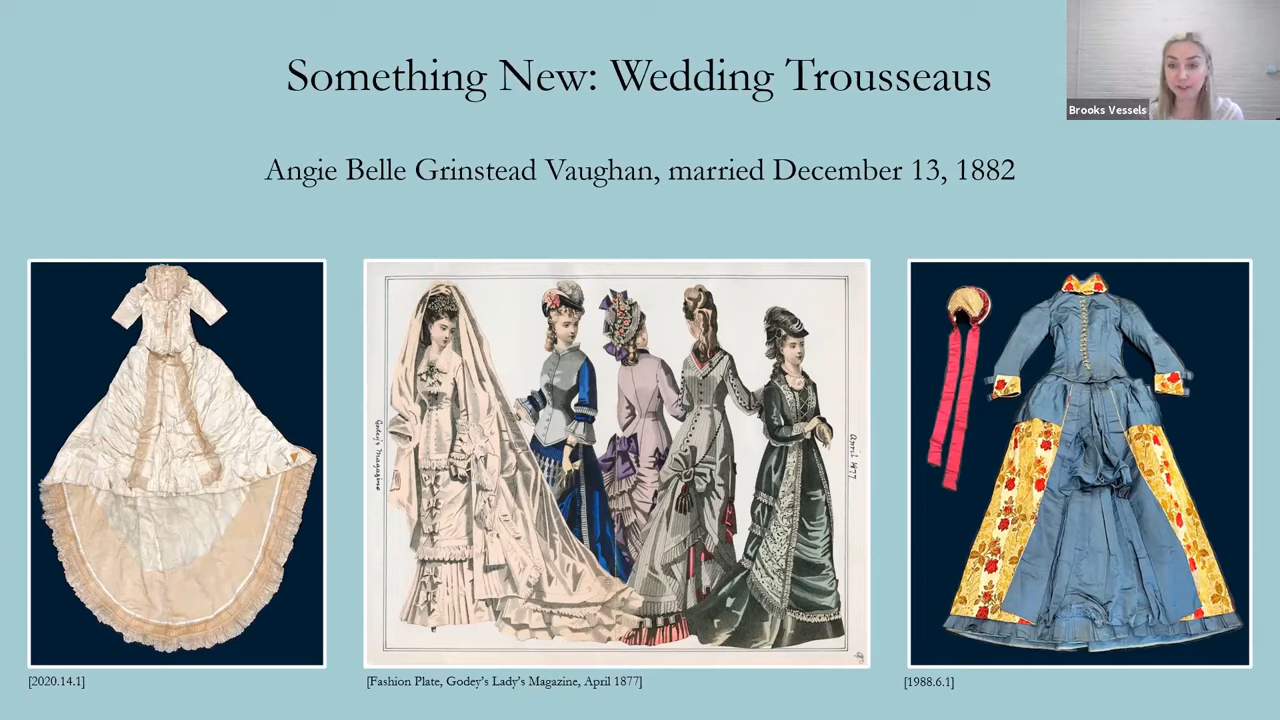 Something New: Wedding Trousseaus
Brooks Vessels
Angie Belle Grinstead Vaughan, married December 13, 1882
Godey's Magazine
April 1877
[2020.14.1]
[Fashion Plate, Godey's Lady's Magazine, April 1877]
[1988.6.1]